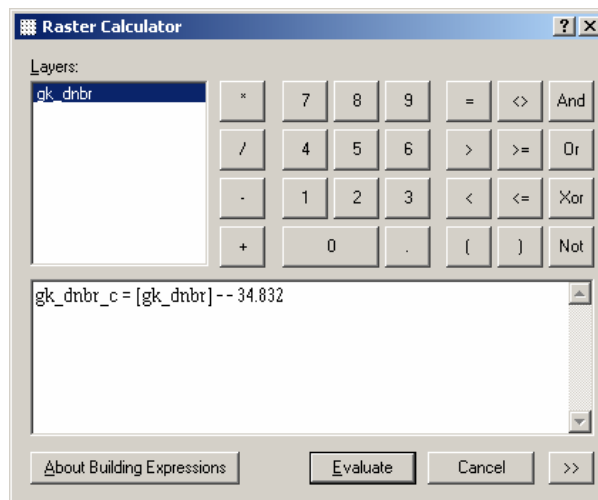 Raster Calculator ? ×
Layers:
gk_dnbr
* 7 8 9 = <> And
/ 4 5 6 > >= Or
- 1 2 3 < <= Xor
+ 0 . ( ) Not
gk_dnbr_c = [gk_dnbr] - - 34.832
About Building Expressions Evaluate Cancel >>